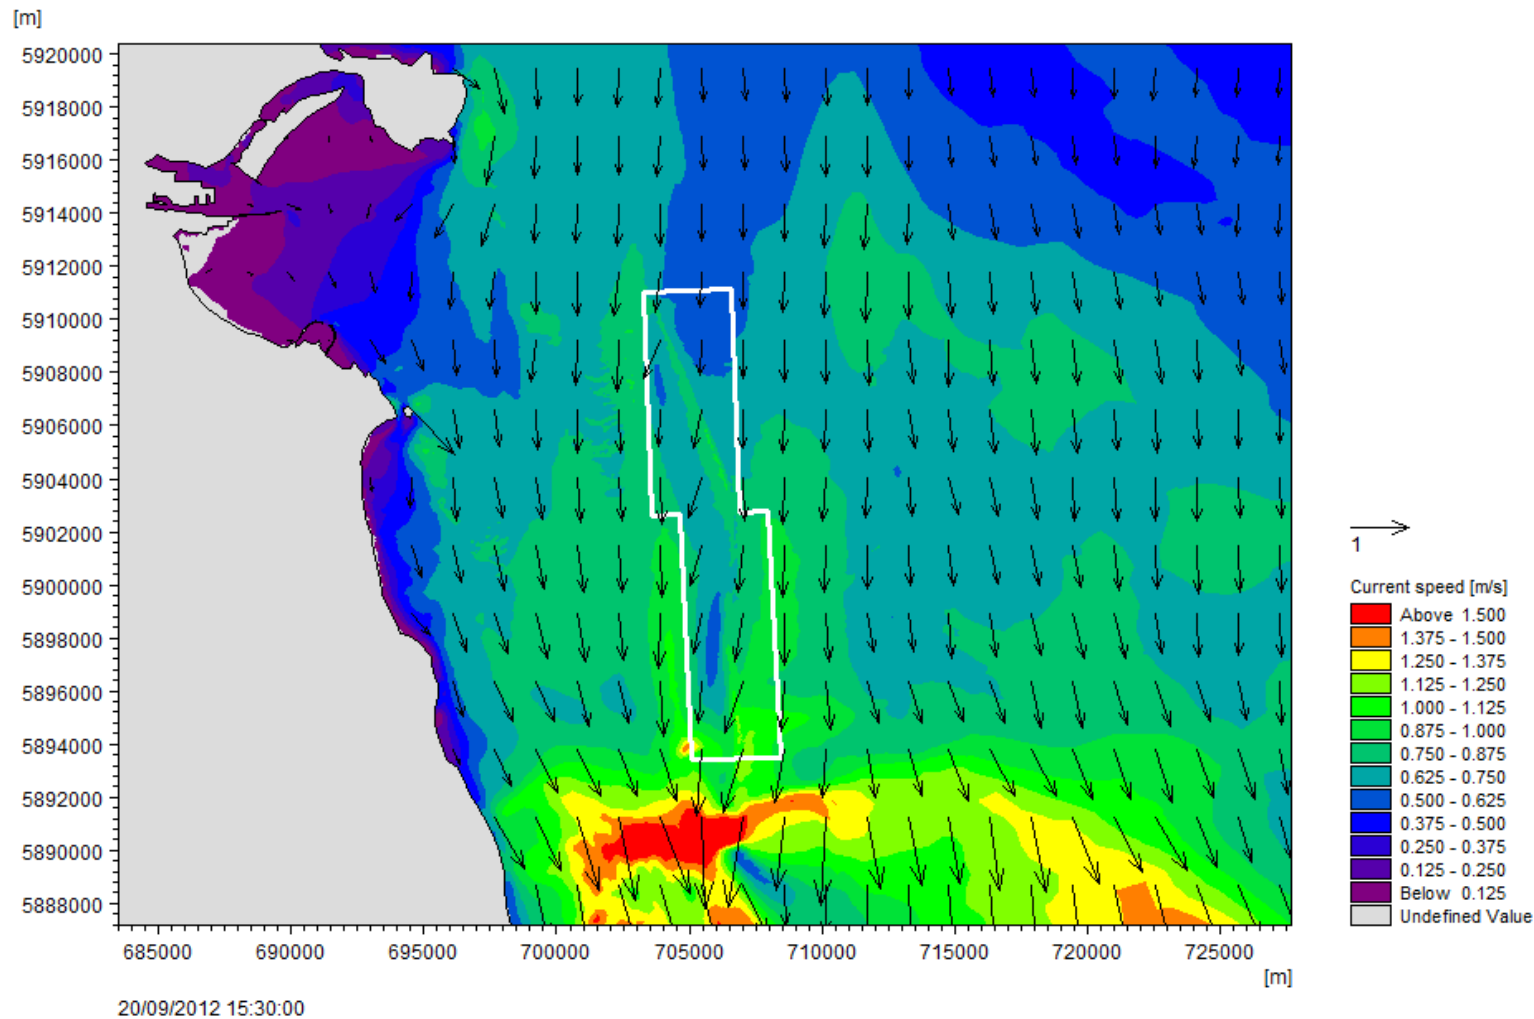 [m]
5920000
5918000
5916000
5914000
5912000
5910000
5908000
5906000
5904000
5902000
5900000
5898000
5896000
5894000
5892000
5890000
5888000
685000 690000 695000 700000 705000 710000 715000 720000 725000
[m]
20/09/2012 15:30:00
1
Current speed [m/s]
Above 1.500
1.375 - 1.500
1.250 - 1.375
1.125 - 1.250
1.000 - 1.125
0.875 - 1.000
0.750 - 0.875
0.625 - 0.750
0.500 - 0.625
0.375 - 0.500
0.250 - 0.375
0.125 - 0.250
Below 0.125
Undefined Value